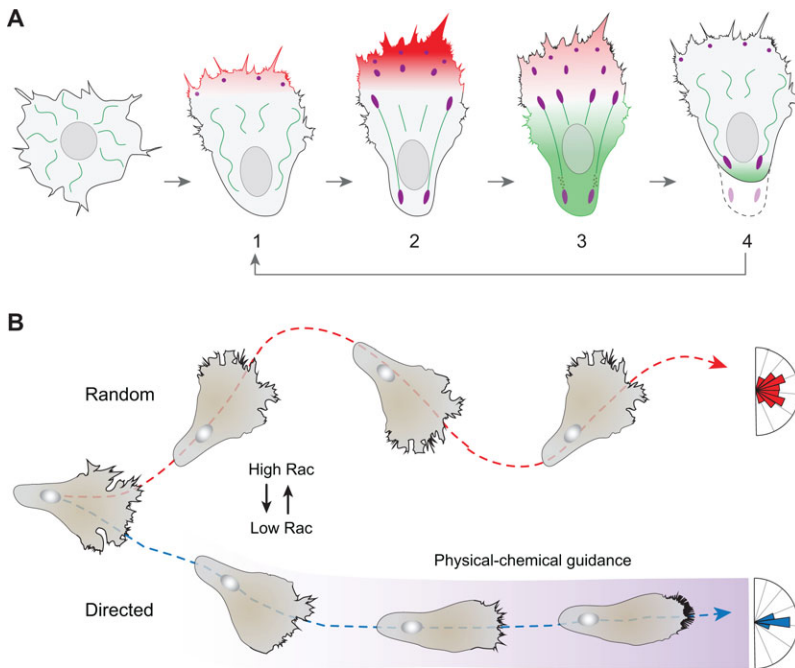 A
1 2 3 4
B
Random
High Rac
Low Rac
Physical-chemical guidance
Directed